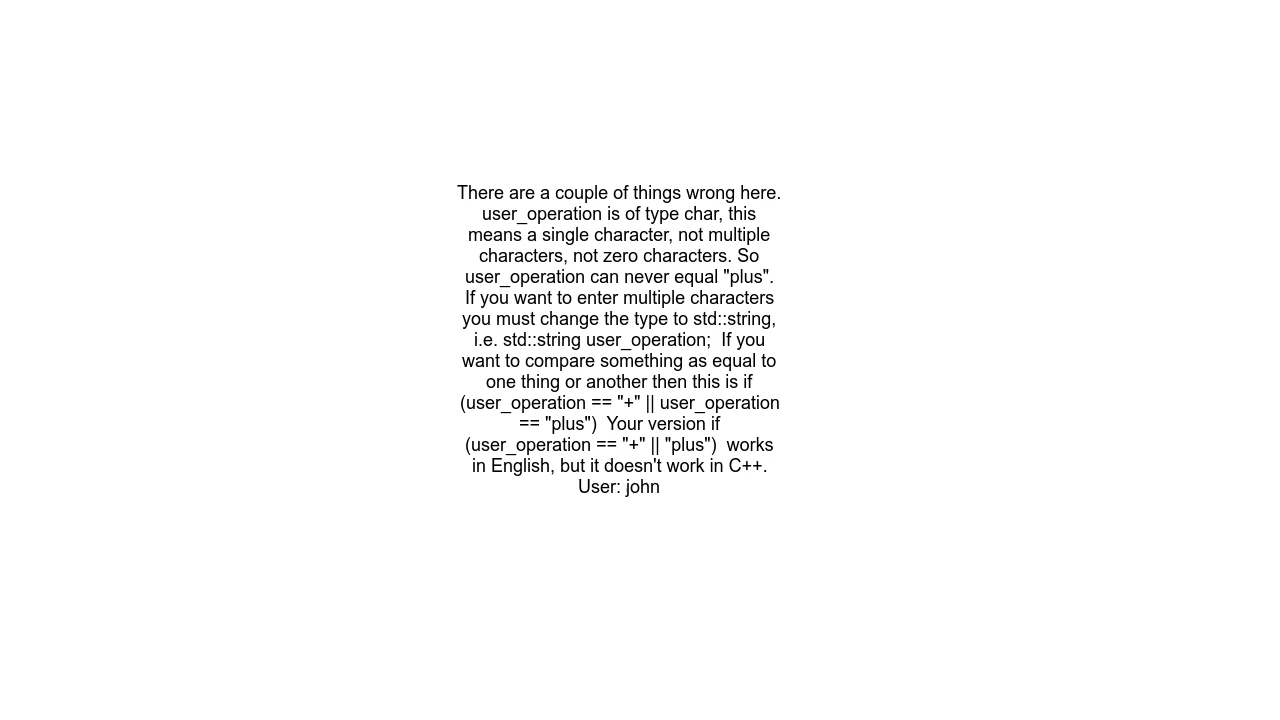 There are a couple of things wrong here.
user_operation is of type char, this
means a single character, not multiple
characters, not zero characters. So
user_operation can never equal "plus".
If you want to enter multiple characters
you must change the type to std::string,
i.e. std::string user_operation;  If you
want to compare something as equal to
one thing or another then this is if
(user_operation == "+" || user_operation
== "plus")  Your version if
(user_operation == "+" || "plus")  works
in English, but it doesn't work in C++.
User: john